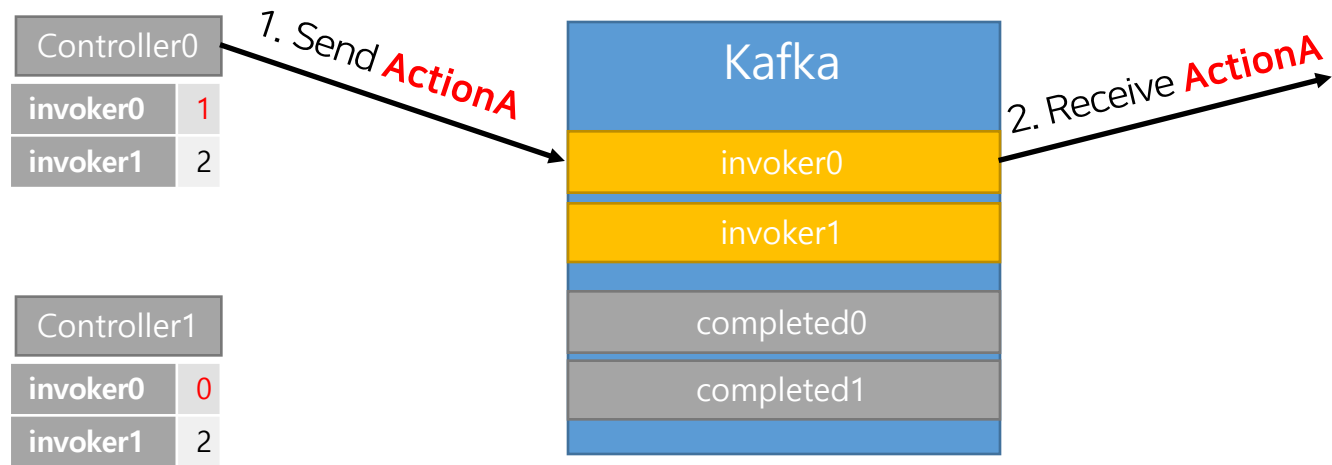 Controller0
invoker0 1
invoker1 2
1. Send ActionA
Kafka
invoker0
invoker1
completed0
completed1
2. Receive ActionA
Controller1
invoker0 0
invoker1 2